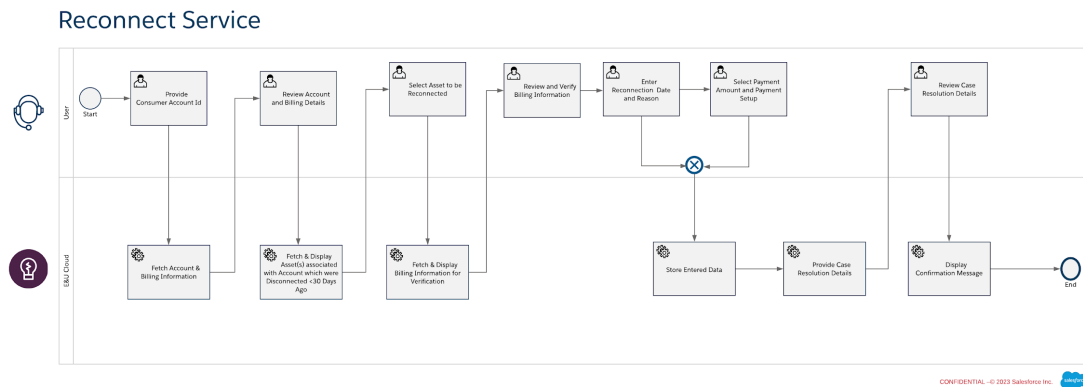 Reconnect Service
User
Start
Provide
Consumer Account Id
Review Account
and Billing Details
Select Asset to be
Reconnected
Review and Verify
Billing Information
Enter
Reconnection Date
and Reason
Select Payment
Amount and Payment
Setup
Review Case
Resolution Details
E&U Cloud
Fetch Account &
Billing Information
Fetch & Display
Asset(s) associated
with Account which were
Disconnected <30 Days
Ago
Fetch & Display
Billing Information for
Verification
Store Entered Data
Provide Case
Resolution Details
Display
Confirmation Message
End
CONFIDENTIAL -© 2023 Salesforce Inc.
salesforce